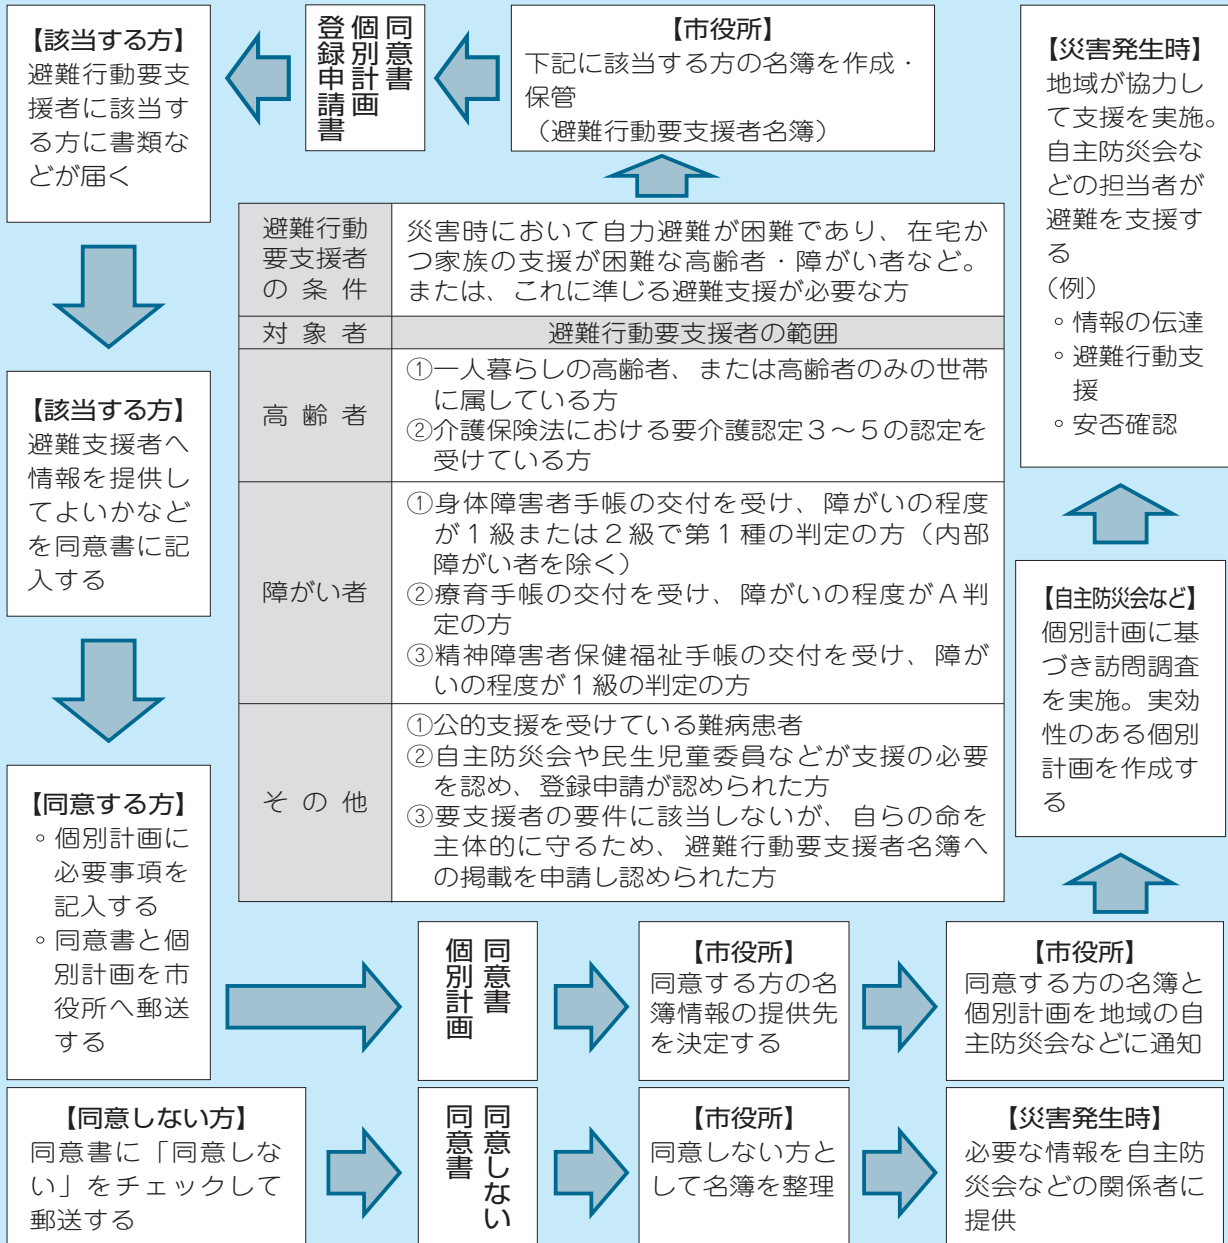 【市役所】
下記に該当する方の名簿を作成・
保管
（避難行動要支援者名簿）
同意書
個別計画
登録申請書
【該当する方】
避難行動要支
援者に該当す
る方に書類な
どが届く
【該当する方】
避難支援者へ
情報を提供し
てよいかなど
を同意書に記
入する
【同意する方】
◦個別計画に
必要事項を
記入する
◦同意書と個
別計画を市
役所へ郵送
する
避難行動
要支援者
の条件
災害時において自力避難が困難であり、在宅か
つ家族の支援が困難な高齢者・障がい者など。
または、これに準じる避難支援が必要な方
対象者
避難行動要支援者の範囲
高齢者
①一人暮らしの高齢者、または高齢者のみの世帯
に属している方
②介護保険法における要介護認定３～５の認定を
受けている方
障がい者
①身体障害者手帳の交付を受け、障がいの程度
が１級または２級で第１種の判定の方（内部
障がい者を除く）
②療育手帳の交付を受け、障がいの程度がＡ判
定の方
③精神障害者保健福祉手帳の交付を受け、障が
いの程度が１級の判定の方
その他
①公的支援を受けている難病患者
②自主防災会や民生児童委員などが支援の必要
を認め、登録申請が認められた方
③要支援者の要件に該当しないが、自らの命を
主体的に守るため、避難行動要支援者名簿へ
の掲載を申請し認められた方
同意書
個別計画
【市役所】
同意する方の名
簿情報の提供先
を決定する
【市役所】
同意する方の名簿と
個別計画を地域の自
主防災会などに通知
【自主防災会など】
個別計画に基
づき訪問調査
を実施。実効
性のある個別
計画を作成す
る
【災害発生時】
地域が協力し
て支援を実施。
自主防災会な
どの担当者が
避難を支援す
る
（例）
◦情報の伝達
◦避難行動支
援
◦安否確認
【同意しない方】
同意書に「同意しな
い」をチェックして
郵送する
同意しない
同意書
【市役所】
同意しない方と
して名簿を整理
【災害発生時】
必要な情報を自主防
災会などの関係者に
提供